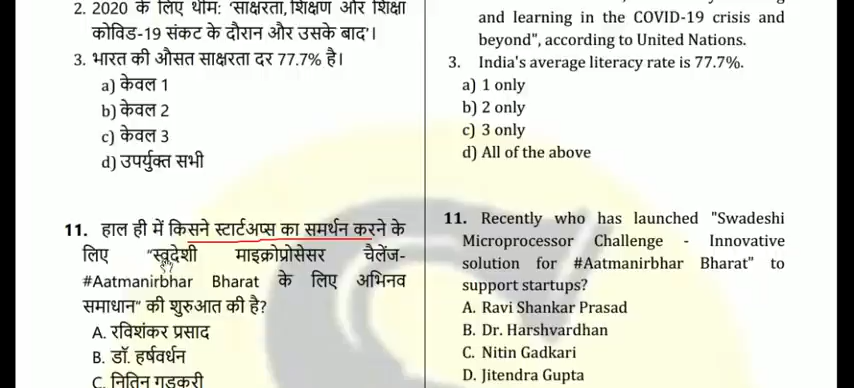 2. 2020 के लिए थीम: 'साक्षरता, शिक्षण और शिक्षा
कोविड-19 संकट के दौरान और उसके बाद'।
3. भारत की औसत साक्षरता दर 77.7% है।
a) केवल 1
b) केवल 2
c) केवल 3
d) उपर्युक्त सभी
11. हाल ही में किसने स्टार्टअप्स का समर्थन करने के
लिए "स्वदेशी माइक्रोप्रोसेसर चैलेंज-
#Aatmanirbhar Bharat के लिए अभिनव
समाधान" की शुरुआत की है?
A. रविशंकर प्रसाद
B. डॉ. हर्षवर्धन
C. नितिन गडकरी
and learning in the COVID-19 crisis and
beyond", according to United Nations.
3. India's average literacy rate is 77.7%.
a) 1 only
b) 2 only
c) 3 only
d) All of the above
11. Recently who has launched "Swadeshi
Microprocessor Challenge - Innovative
solution for #Aatmanirbhar Bharat" to
support startups?
A. Ravi Shankar Prasad
B. Dr. Harshvardhan
C. Nitin Gadkari
D. Jitendra Gupta